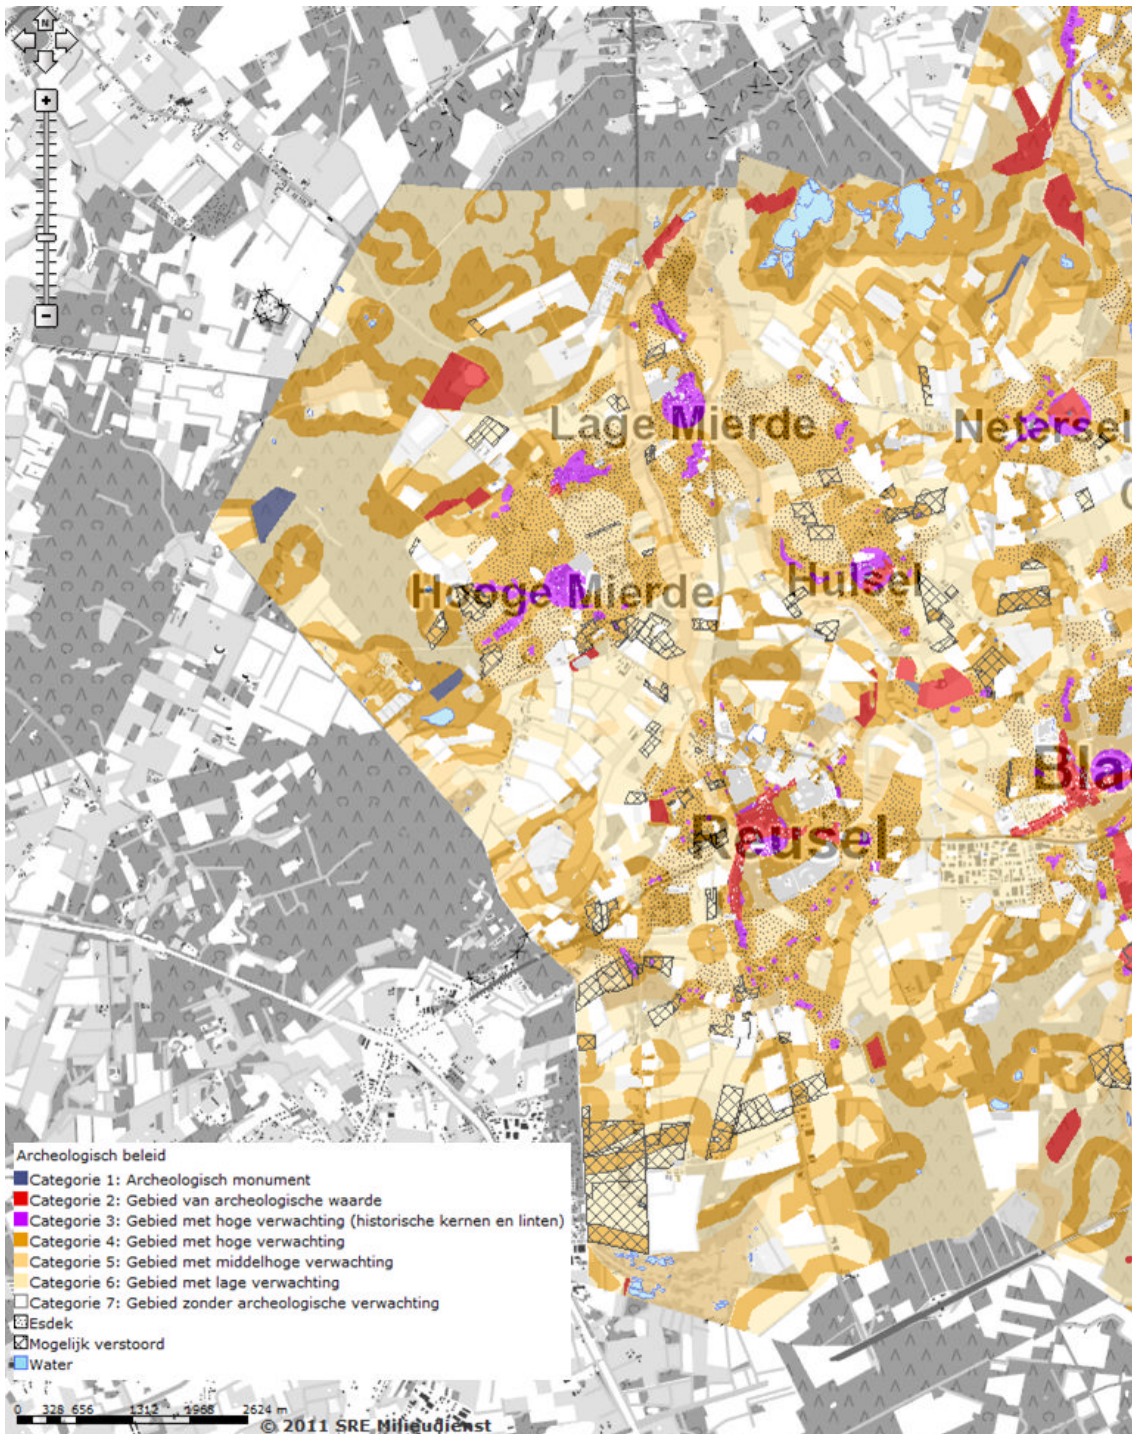 N
+
−
Lage Mierde
Netersel
Hooge Mierde
Hulsel
Bla
Reusel
Archeologisch beleid
Categorie 1: Archeologisch monument
Categorie 2: Gebied van archeologische waarde
Categorie 3: Gebied met hoge verwachting (historische kernen en linten)
Categorie 4: Gebied met hoge verwachting
Categorie 5: Gebied met middelhoge verwachting
Categorie 6: Gebied met lage verwachting
Categorie 7: Gebied zonder archeologische verwachting
Esdek
Mogelijk verstoord
Water
0 328 656 1312 1968 2624 m
© 2011 SRE Milieudienst